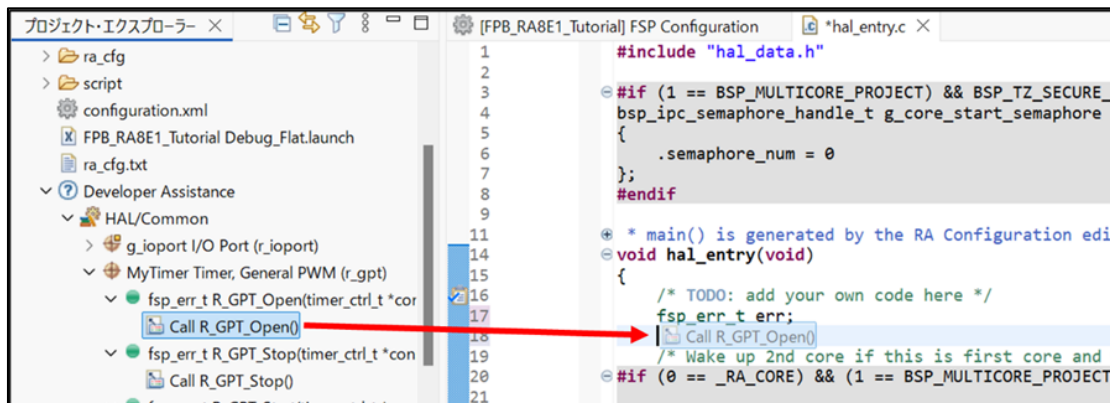 プロジェクト・エクスプローラー
ra_cfg
script
configuration.xml
FPB_RA8E1_Tutorial Debug_Flat.launch
ra_cfg.txt
Developer Assistance
HAL/Common
g_ioport I/O Port (r_ioport)
MyTimer Timer, General PWM (r_gpt)
fsp_err_t R_GPT_Open(timer_ctrl_t *con
Call R_GPT_Open()
fsp_err_t R_GPT_Stop(timer_ctrl_t *con
Call R_GPT_Stop()
[FPB_RA8E1_Tutorial] FSP Configuration
*hal_entry.c
1 #include "hal_data.h"
2
3 #if (1 == BSP_MULTICORE_PROJECT) && BSP_TZ_SECURE_
4 bsp_ipc_semaphore_handle_t g_core_start_semaphore
5 {
6 .semaphore_num = 0
7 };
8 #endif
9
11 * main() is generated by the RA Configuration edi
14 void hal_entry(void)
15 {
16 /* TODO: add your own code here */
17 fsp_err_t err;
18 Call R_GPT_Open()
19 /* Wake up 2nd core if this is first core and
20 #if (0 == _RA_CORE) && (1 == BSP_MULTICORE_PROJECT
21